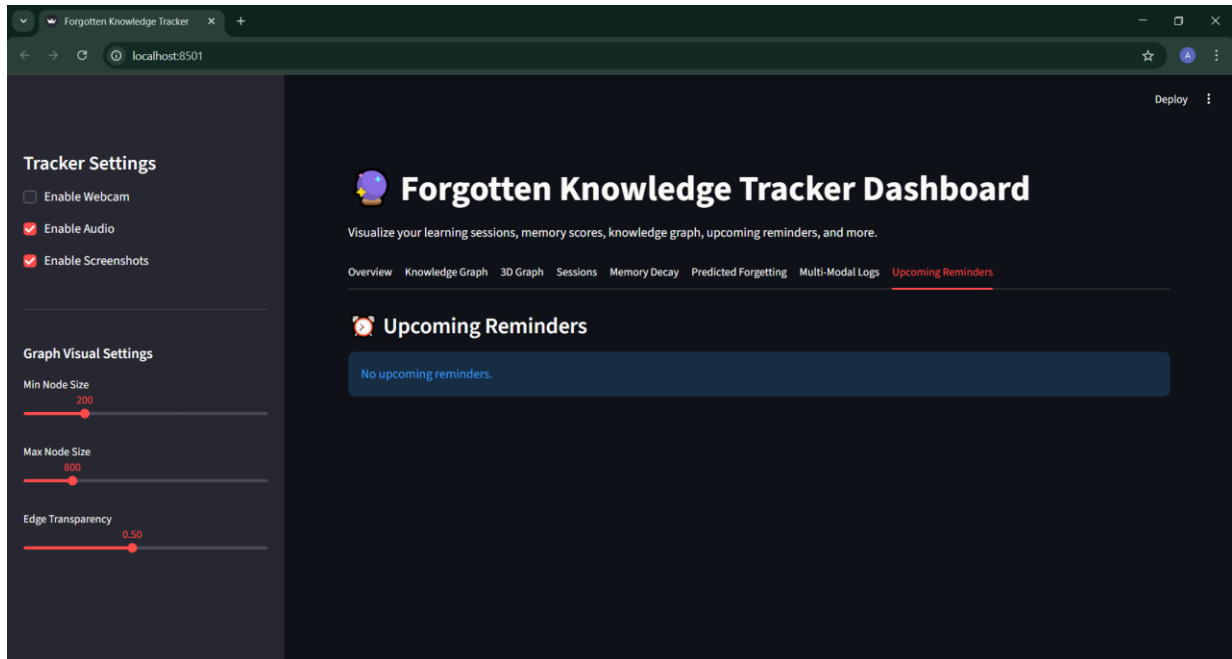 Forgotten Knowledge Tracker
localhost:8501
A
Deploy
Tracker Settings
Enable Webcam
Enable Audio
Enable Screenshots
Graph Visual Settings
Min Node Size
200
Max Node Size
800
Edge Transparency
0.50
Forgotten Knowledge Tracker Dashboard
Visualize your learning sessions, memory scores, knowledge graph, upcoming reminders, and more.
Overview Knowledge Graph 3D Graph Sessions Memory Decay Predicted Forgetting Multi-Modal Logs Upcoming Reminders
Upcoming Reminders
No upcoming reminders.